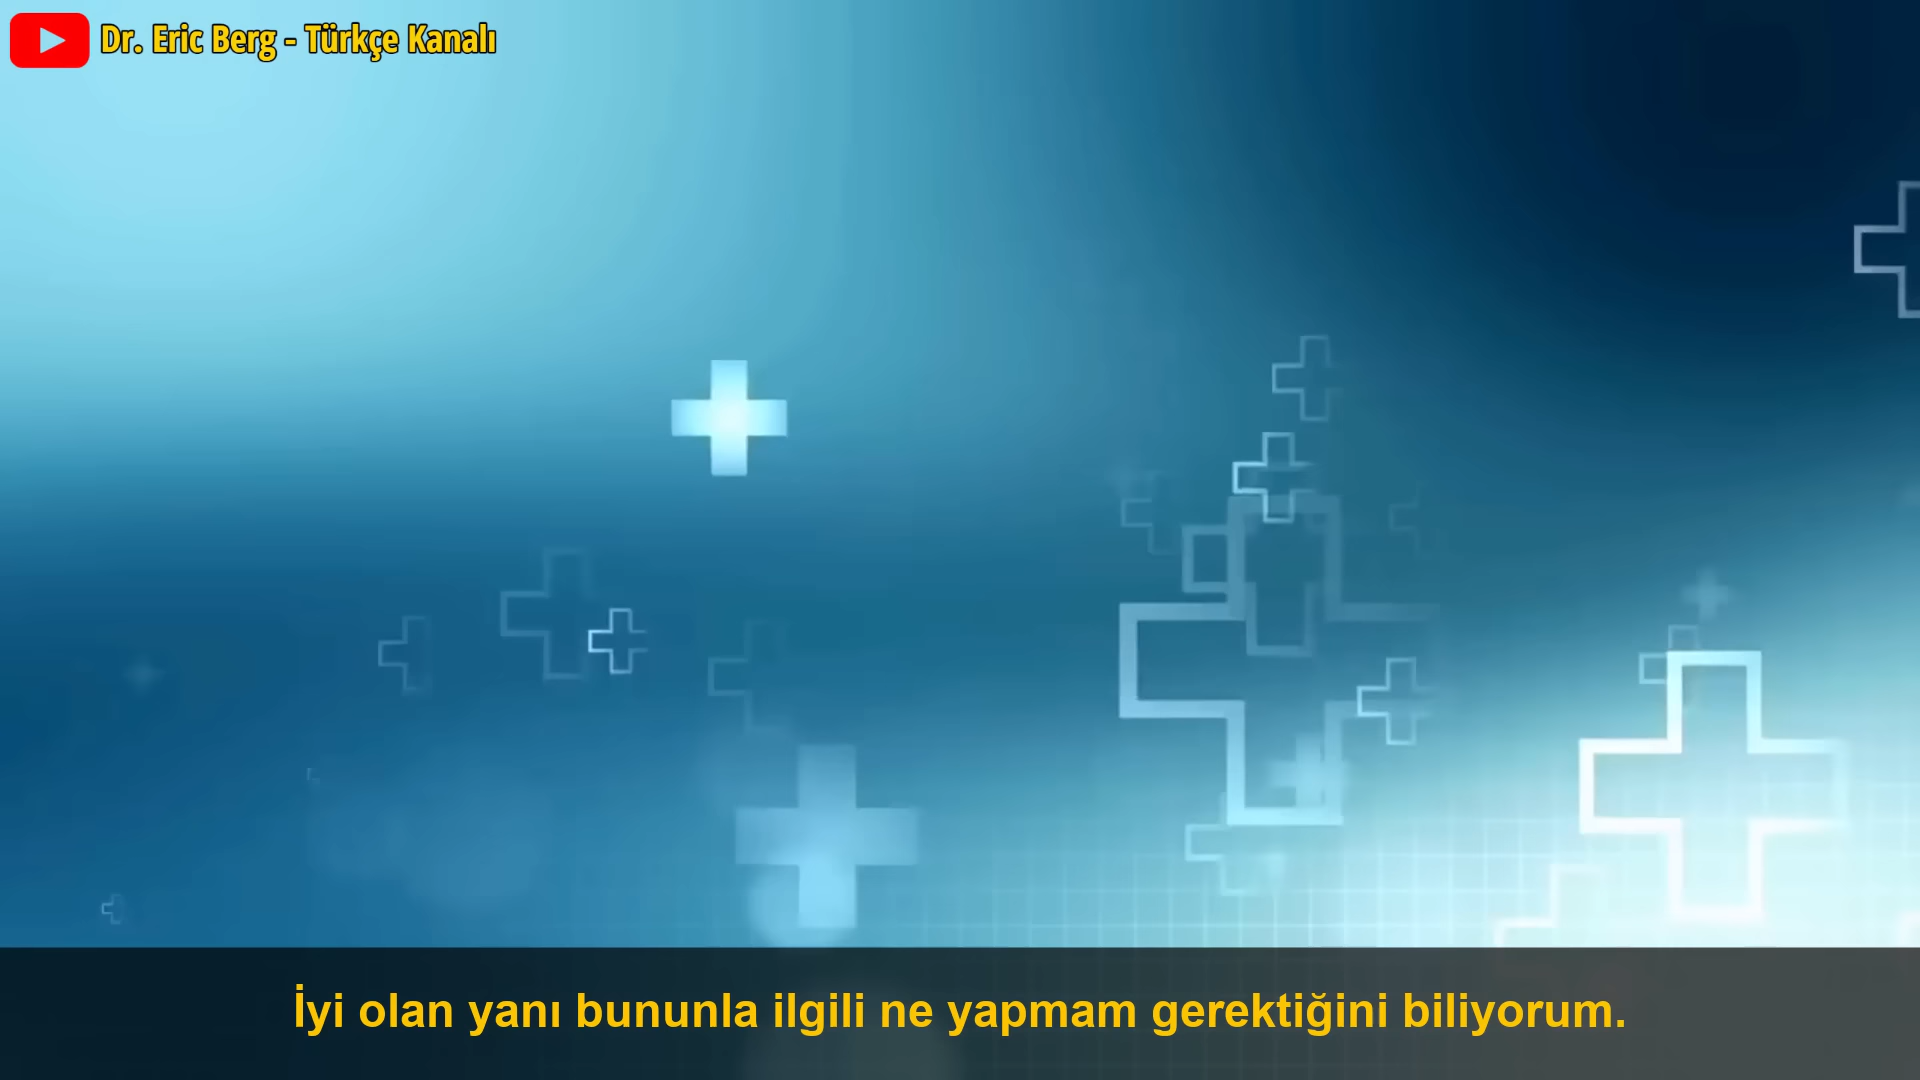 Dr. Eric Berg - Türkçe Kanalı
İyi olan yanı bununla ilgili ne yapmam gerektiğini biliyorum.